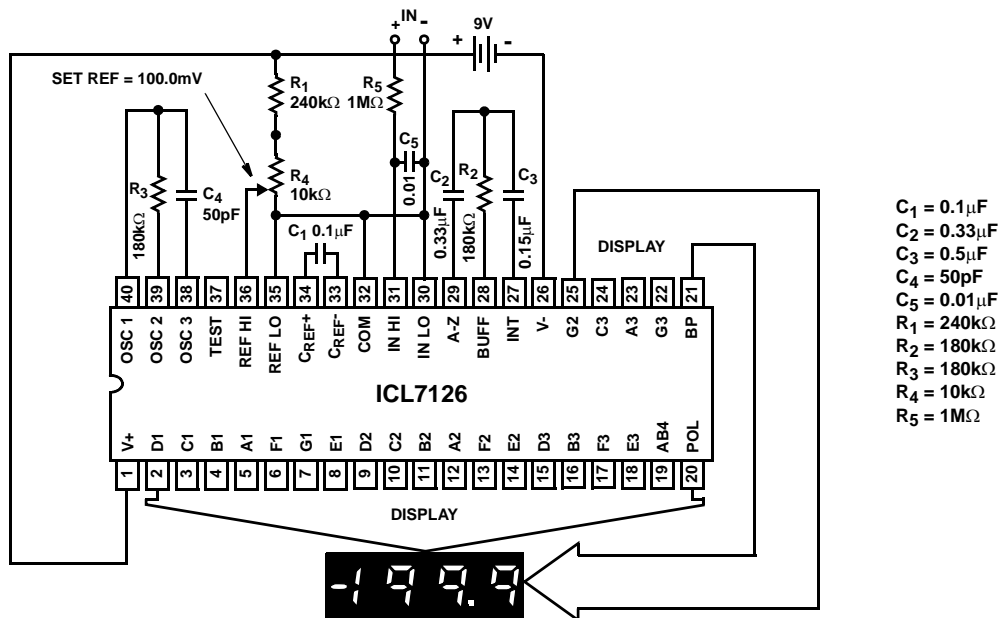 + IN -
9V
+ -
SET REF = 100.0mV
R1
240kΩ
R5
1MΩ
R4
10kΩ
C5
0.01
R3
180kΩ
C4
50pF
C1 0.1μF
C2
0.33μF
R2
180kΩ
C3
0.15μF
DISPLAY
40 39 38 37 36 35 34 33 32 31 30 29 28 27 26 25 24 23 22 21
OSC 1 OSC 2 OSC 3 TEST REF HI REF LO CREF+ CREF- COM IN HI IN LO A-Z BUFF INT V- G2 C3 A3 G3 BP
ICL7126
V+ D1 C1 B1 A1 F1 G1 E1 D2 C2 B2 A2 F2 E2 D3 B3 F3 E3 AB4 POL
1 2 3 4 5 6 7 8 9 10 11 12 13 14 15 16 17 18 19 20
DISPLAY
-199.9
C1 = 0.1μF
C2 = 0.33μF
C3 = 0.5μF
C4 = 50pF
C5 = 0.01μF
R1 = 240kΩ
R2 = 180kΩ
R3 = 180kΩ
R4 = 10kΩ
R5 = 1MΩ